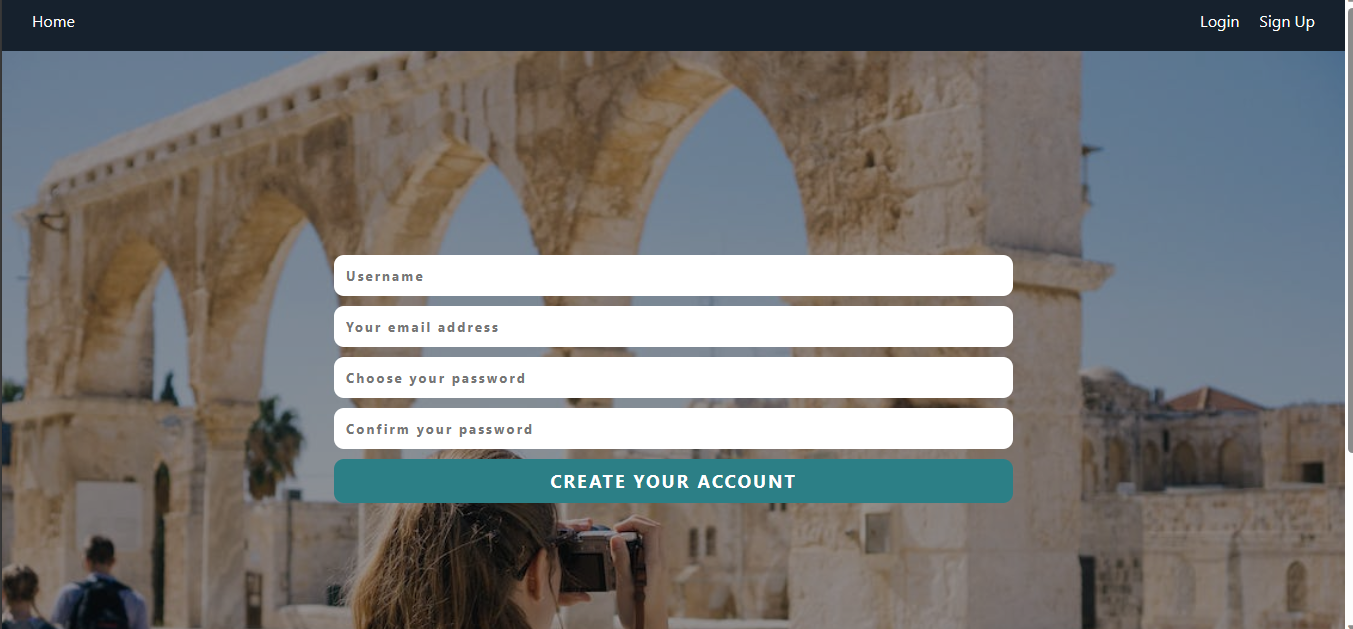 Home
Login
Sign Up
Username
Your email address
Choose your password
Confirm your password
CREATE YOUR ACCOUNT